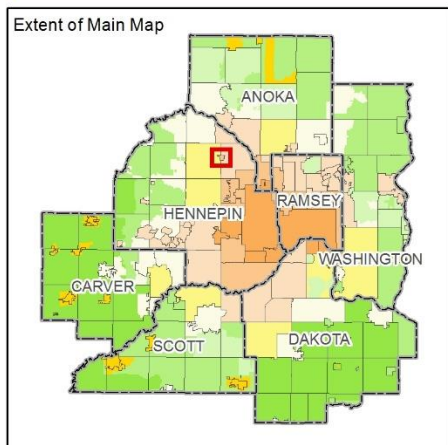 Extent of Main Map
ANOKA
HENNEPIN
RAMSEY
WASHINGTON
CARVER
SCOTT
DAKOTA